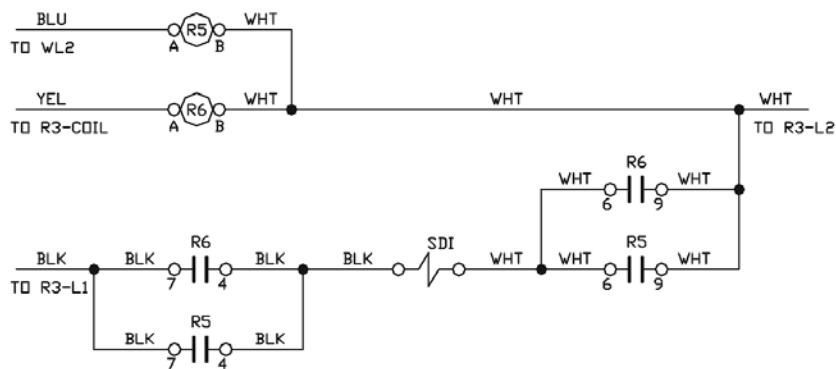 BLU R5 WHT
TO WL2 A B
YEL R6 WHT WHT WHT
TO R3-COIL A B TO R3-L2
R6
WHT WHT
6 9
BLK BLK R6 BLK BLK SDI WHT WHT R5 WHT
TO R3-L1 7 4 6 9
R5
BLK BLK
7 4